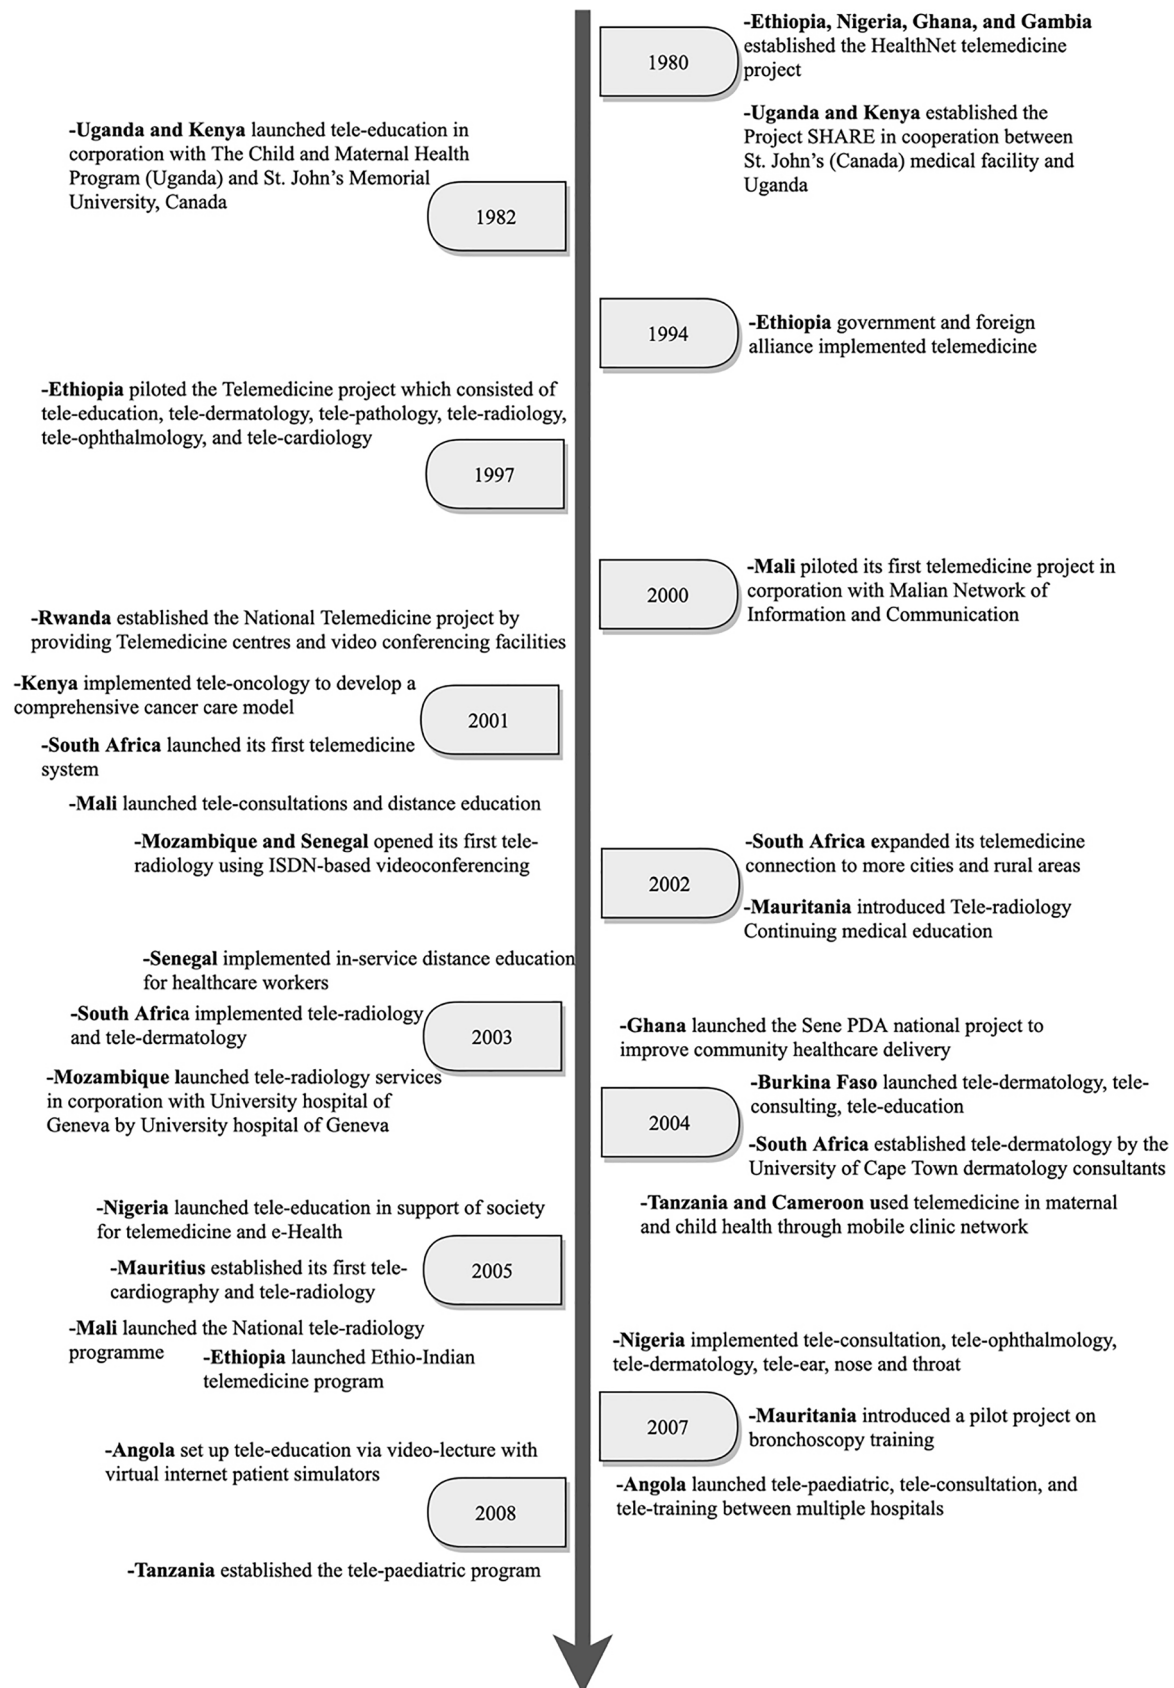 -Ethiopia, Nigeria, Ghana, and Gambia
established the HealthNet telemedicine
project
1980
-Uganda and Kenya established the
Project SHARE in cooperation between
St. John's (Canada) medical facility and
Uganda
-Uganda and Kenya launched tele-education in
corporation with The Child and Maternal Health
Program (Uganda) and St. John's Memorial
University, Canada
1982
1994
-Ethiopia government and foreign
alliance implemented telemedicine
-Ethiopia piloted the Telemedicine project which consisted of
tele-education, tele-dermatology, tele-pathology, tele-radiology,
tele-ophthalmology, and tele-cardiology
1997
2000
-Mali piloted its first telemedicine project in
corporation with Malian Network of
Information and Communication
-Rwanda established the National Telemedicine project by
providing Telemedicine centres and video conferencing facilities
-Kenya implemented tele-oncology to develop a
comprehensive cancer care model
2001
-South Africa launched its first telemedicine
system
-Mali launched tele-consultations and distance education
-Mozambique and Senegal opened its first tele-
radiology using ISDN-based videoconferencing
-South Africa expanded its telemedicine
connection to more cities and rural areas
2002
-Mauritania introduced Tele-radiology
Continuing medical education
-Senegal implemented in-service distance education
for healthcare workers
-South Africa implemented tele-radiology
and tele-dermatology
2003
-Mozambique launched tele-radiology services
in corporation with University hospital of
Geneva by University hospital of Geneva
-Ghana launched the Sene PDA national project to
improve community healthcare delivery
-Burkina Faso launched tele-dermatology, tele-
consulting, tele-education
2004
-South Africa established tele-dermatology by the
University of Cape Town dermatology consultants
-Tanzania and Cameroon used telemedicine in maternal
and child health through mobile clinic network
-Nigeria launched tele-education in support of society
for telemedicine and e-Health
-Mauritius established its first tele-
cardiography and tele-radiology
2005
-Mali launched the National tele-radiology
programme
-Ethiopia launched Ethio-Indian
telemedicine program
-Nigeria implemented tele-consultation, tele-ophthalmology,
tele-dermatology, tele-ear, nose and throat
2007
-Mauritania introduced a pilot project on
bronchoscopy training
-Angola launched tele-paediatric, tele-consultation, and
tele-training between multiple hospitals
-Angola set up tele-education via video-lecture with
virtual internet patient simulators
2008
-Tanzania established the tele-paediatric program